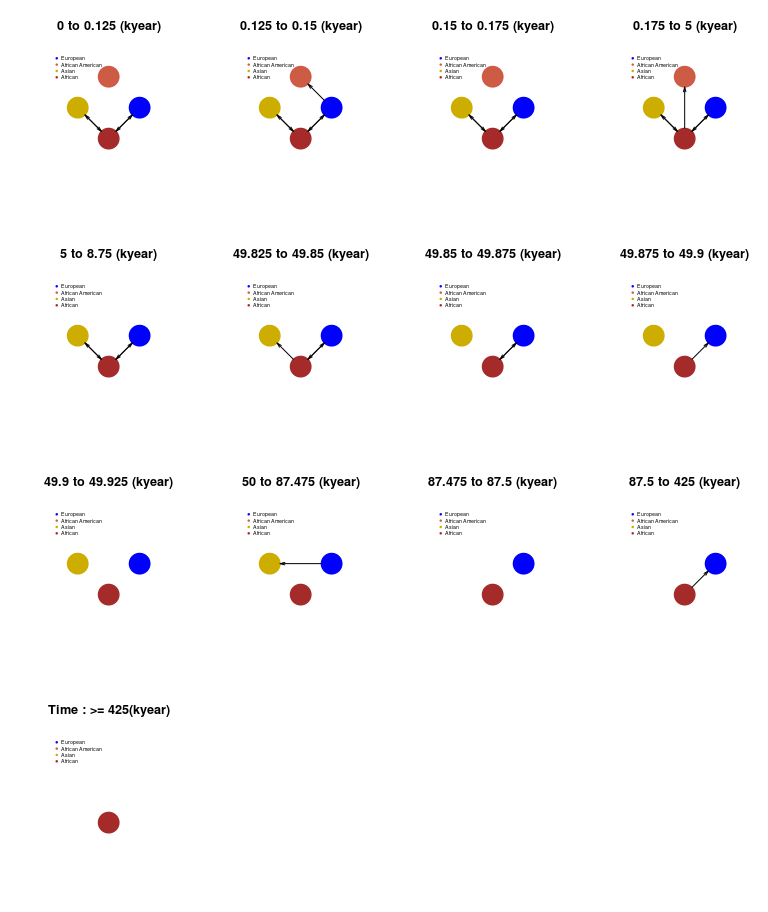 0 to 0.125 (kyear)
European
African American
Asian
African
0.125 to 0.15 (kyear)
European
African American
Asian
African
0.15 to 0.175 (kyear)
European
African American
Asian
African
0.175 to 5 (kyear)
European
African American
Asian
African
5 to 8.75 (kyear)
European
African American
Asian
African
49.825 to 49.85 (kyear)
European
African American
Asian
African
49.85 to 49.875 (kyear)
European
African American
Asian
African
49.875 to 49.9 (kyear)
European
African American
Asian
African
49.9 to 49.925 (kyear)
European
African American
Asian
African
50 to 87.475 (kyear)
European
African American
Asian
African
87.475 to 87.5 (kyear)
European
African American
Asian
African
87.5 to 425 (kyear)
European
African American
Asian
African
Time : >= 425(kyear)
European
African American
Asian
African